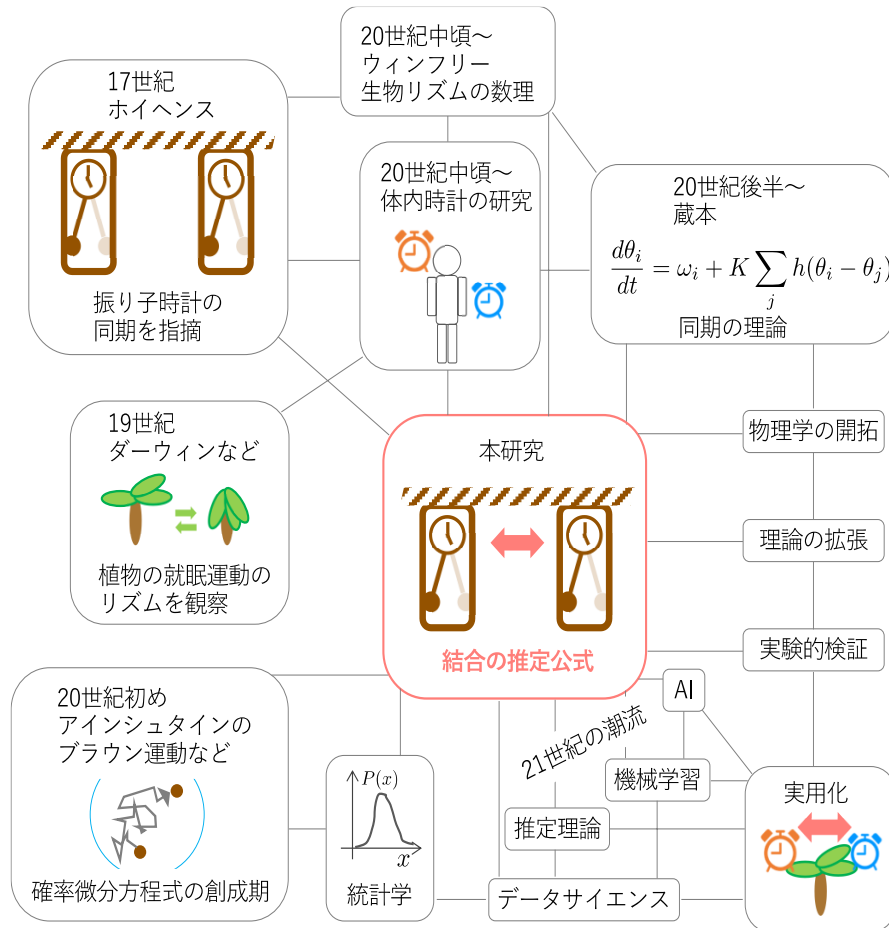 20世紀中頃～
ウィンフリー
生物リズムの数理
17世紀
ホイヘンス
振り子時計の
同期を指摘
20世紀中頃～
体内時計の研究
20世紀後半～
蔵本
dθ_i/dt = ω_i + K ∑_j h(θ_i − θ_j)
同期の理論
19世紀
ダーウィンなど
植物の就眠運動の
リズムを観察
本研究
結合の推定公式
物理学の開拓
理論の拡張
実験的検証
20世紀初め
アインシュタインの
ブラウン運動など
確率微分方程式の創成期
P(x)
x
統計学
21世紀の潮流
AI
機械学習
推定理論
データサイエンス
実用化